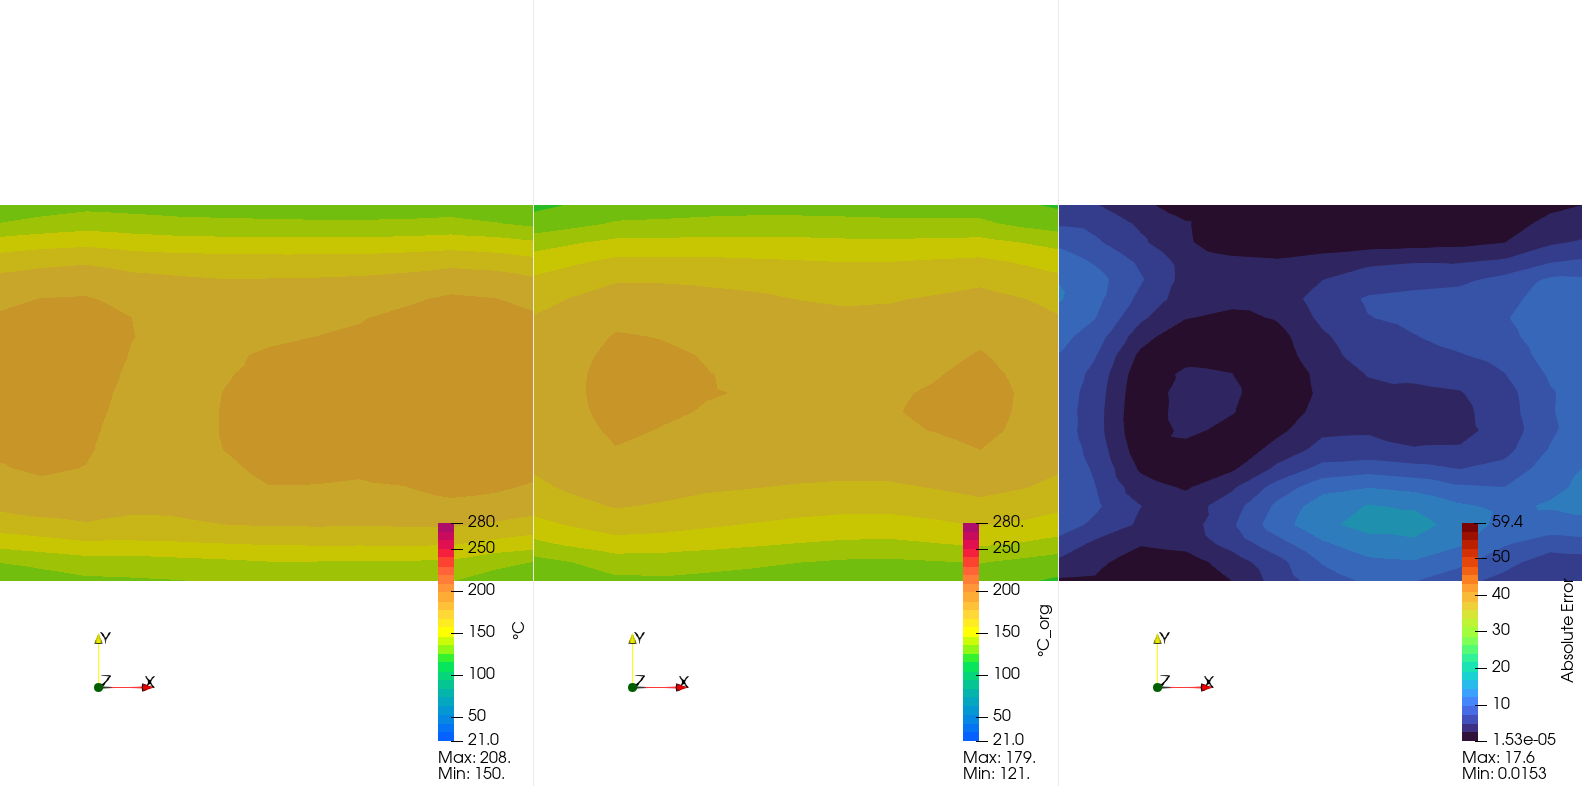 280.
250
200
150
100
50
21.0
°C
Max: 208.
Min: 150.
Y
Z
X
280.
250
200
150
100
50
21.0
°C_org
Max: 179.
Min: 121.
Y
Z
X
59.4
50
40
30
20
10
1.53e-05
Absolute Error
Max: 17.6
Min: 0.0153
Y
Z
X